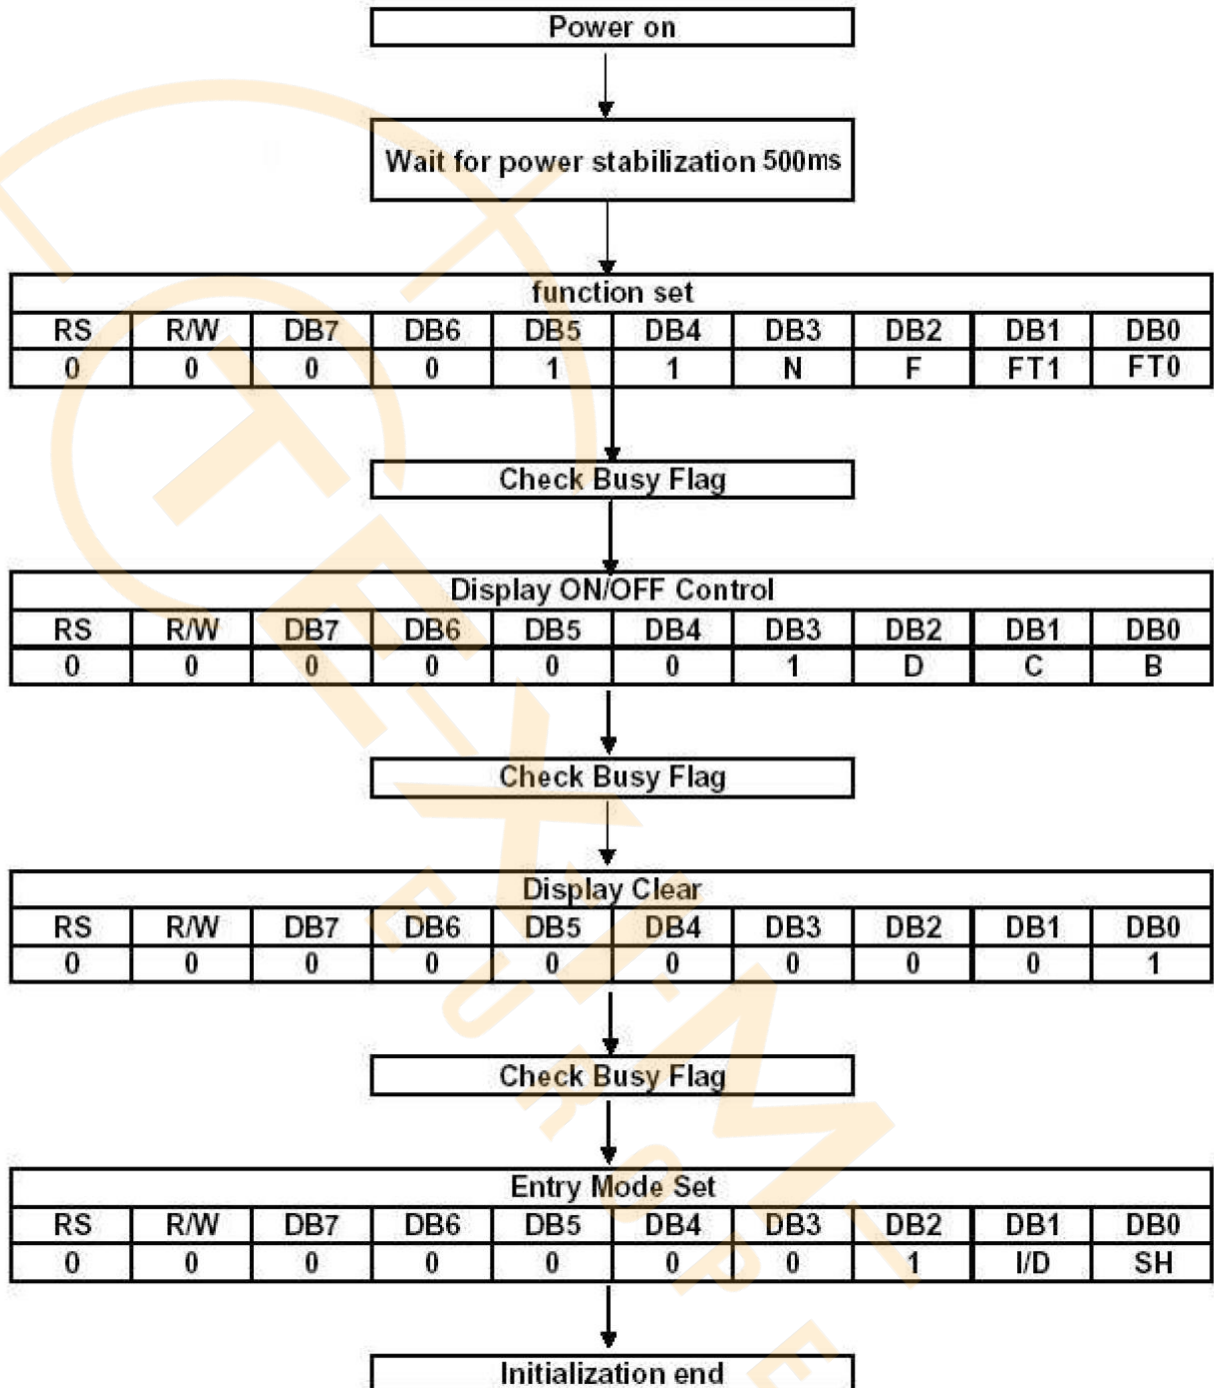 Power on
Wait for power stabilization 500ms
function set
RS R/W DB7 DB6 DB5 DB4 DB3 DB2 DB1 DB0
0 0 0 0 1 1 N F FT1 FT0
Check Busy Flag
Display ON/OFF Control
RS R/W DB7 DB6 DB5 DB4 DB3 DB2 DB1 DB0
0 0 0 0 0 0 1 D C B
Check Busy Flag
Display Clear
RS R/W DB7 DB6 DB5 DB4 DB3 DB2 DB1 DB0
0 0 0 0 0 0 0 0 0 1
Check Busy Flag
Entry Mode Set
RS R/W DB7 DB6 DB5 DB4 DB3 DB2 DB1 DB0
0 0 0 0 0 0 0 1 I/D SH
Initialization end
TEXIM
EUROPE